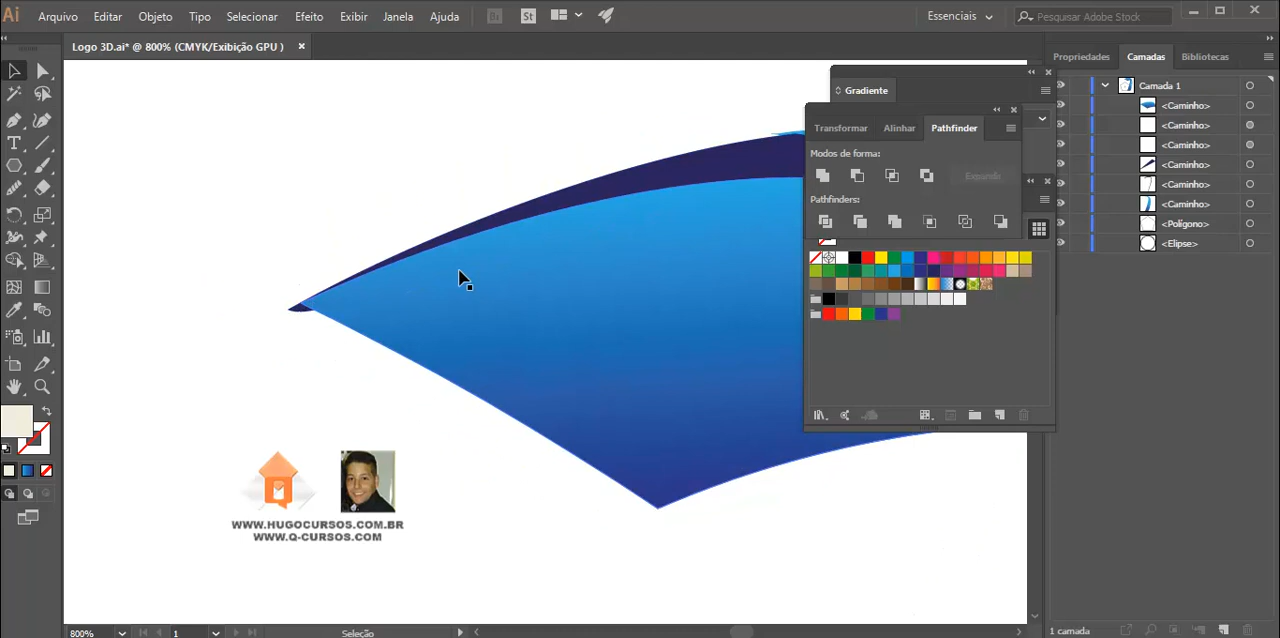 Ai
Arquivo Editar Objeto Tipo Selecionar Efeito Exibir Janela Ajuda Br St Essenciais Pesquisar Adobe Stock
Logo 3D.ai* @ 800% (CMYK/Exibição GPU )
Propriedades Camadas Bibliotecas
Camada 1
<Caminho>
<Caminho>
<Caminho>
<Caminho>
<Caminho>
<Caminho>
<Polígono>
<Elipse>
Gradiente
Transformar Alinhar Pathfinder
Modos de forma:
Expandir
Pathfinders:
WWW.HUGOCURSOS.COM.BR
WWW.Q-CURSOS.COM
800% 1 Seleção
1 camada